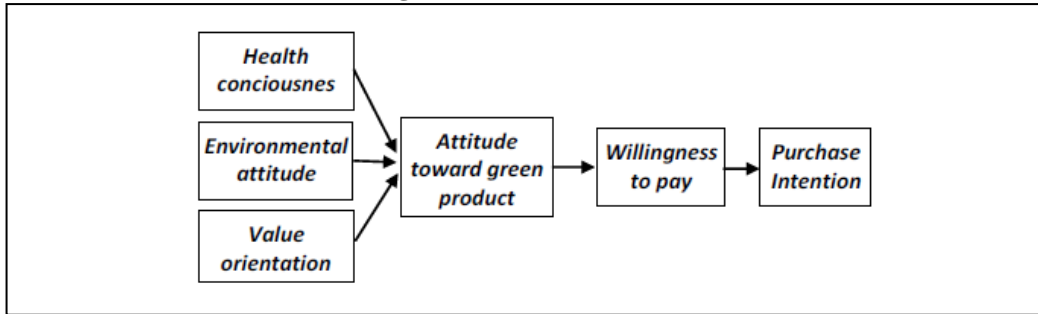 Health
conciousnes
Environmental
attitude
Value
orientation
Attitude
toward green
product
Willingness
to pay
Purchase
Intention